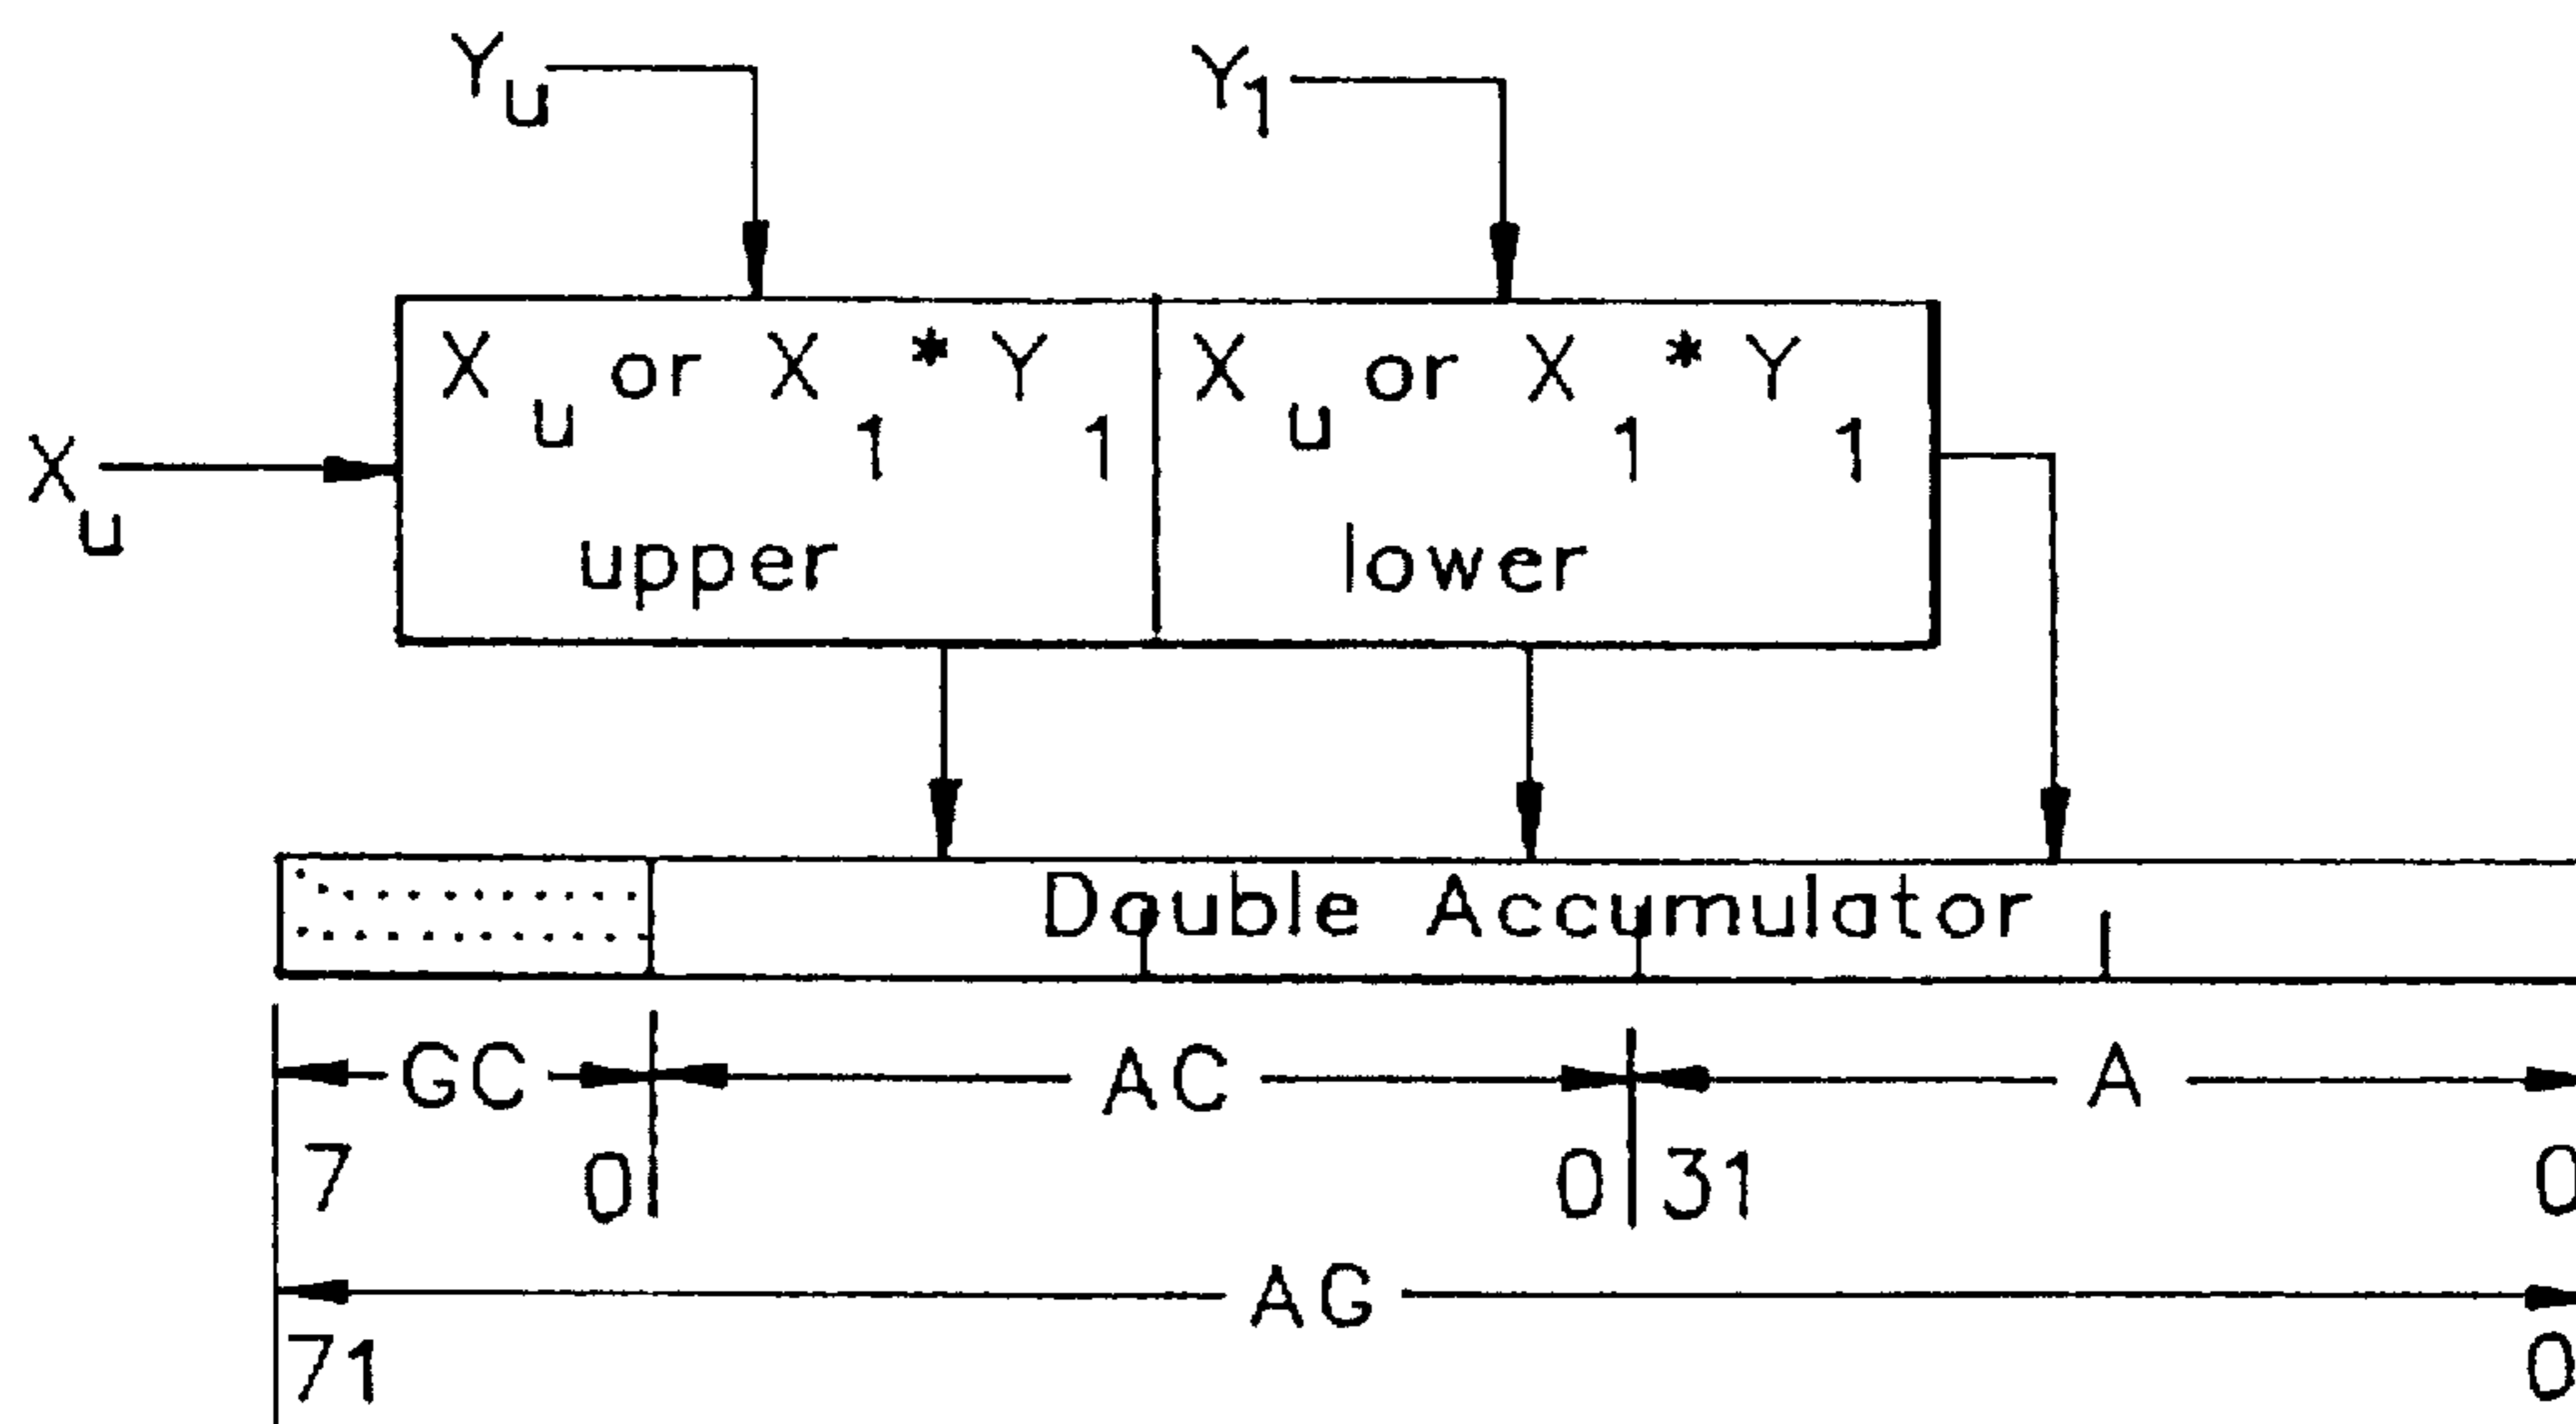 Yu Y1
Xu or X1 * Y1 Xu or X1 * Y1
Xu
upper lower
Double Accumulator
GC AC A
7 0 0 31 0
AG
71 0